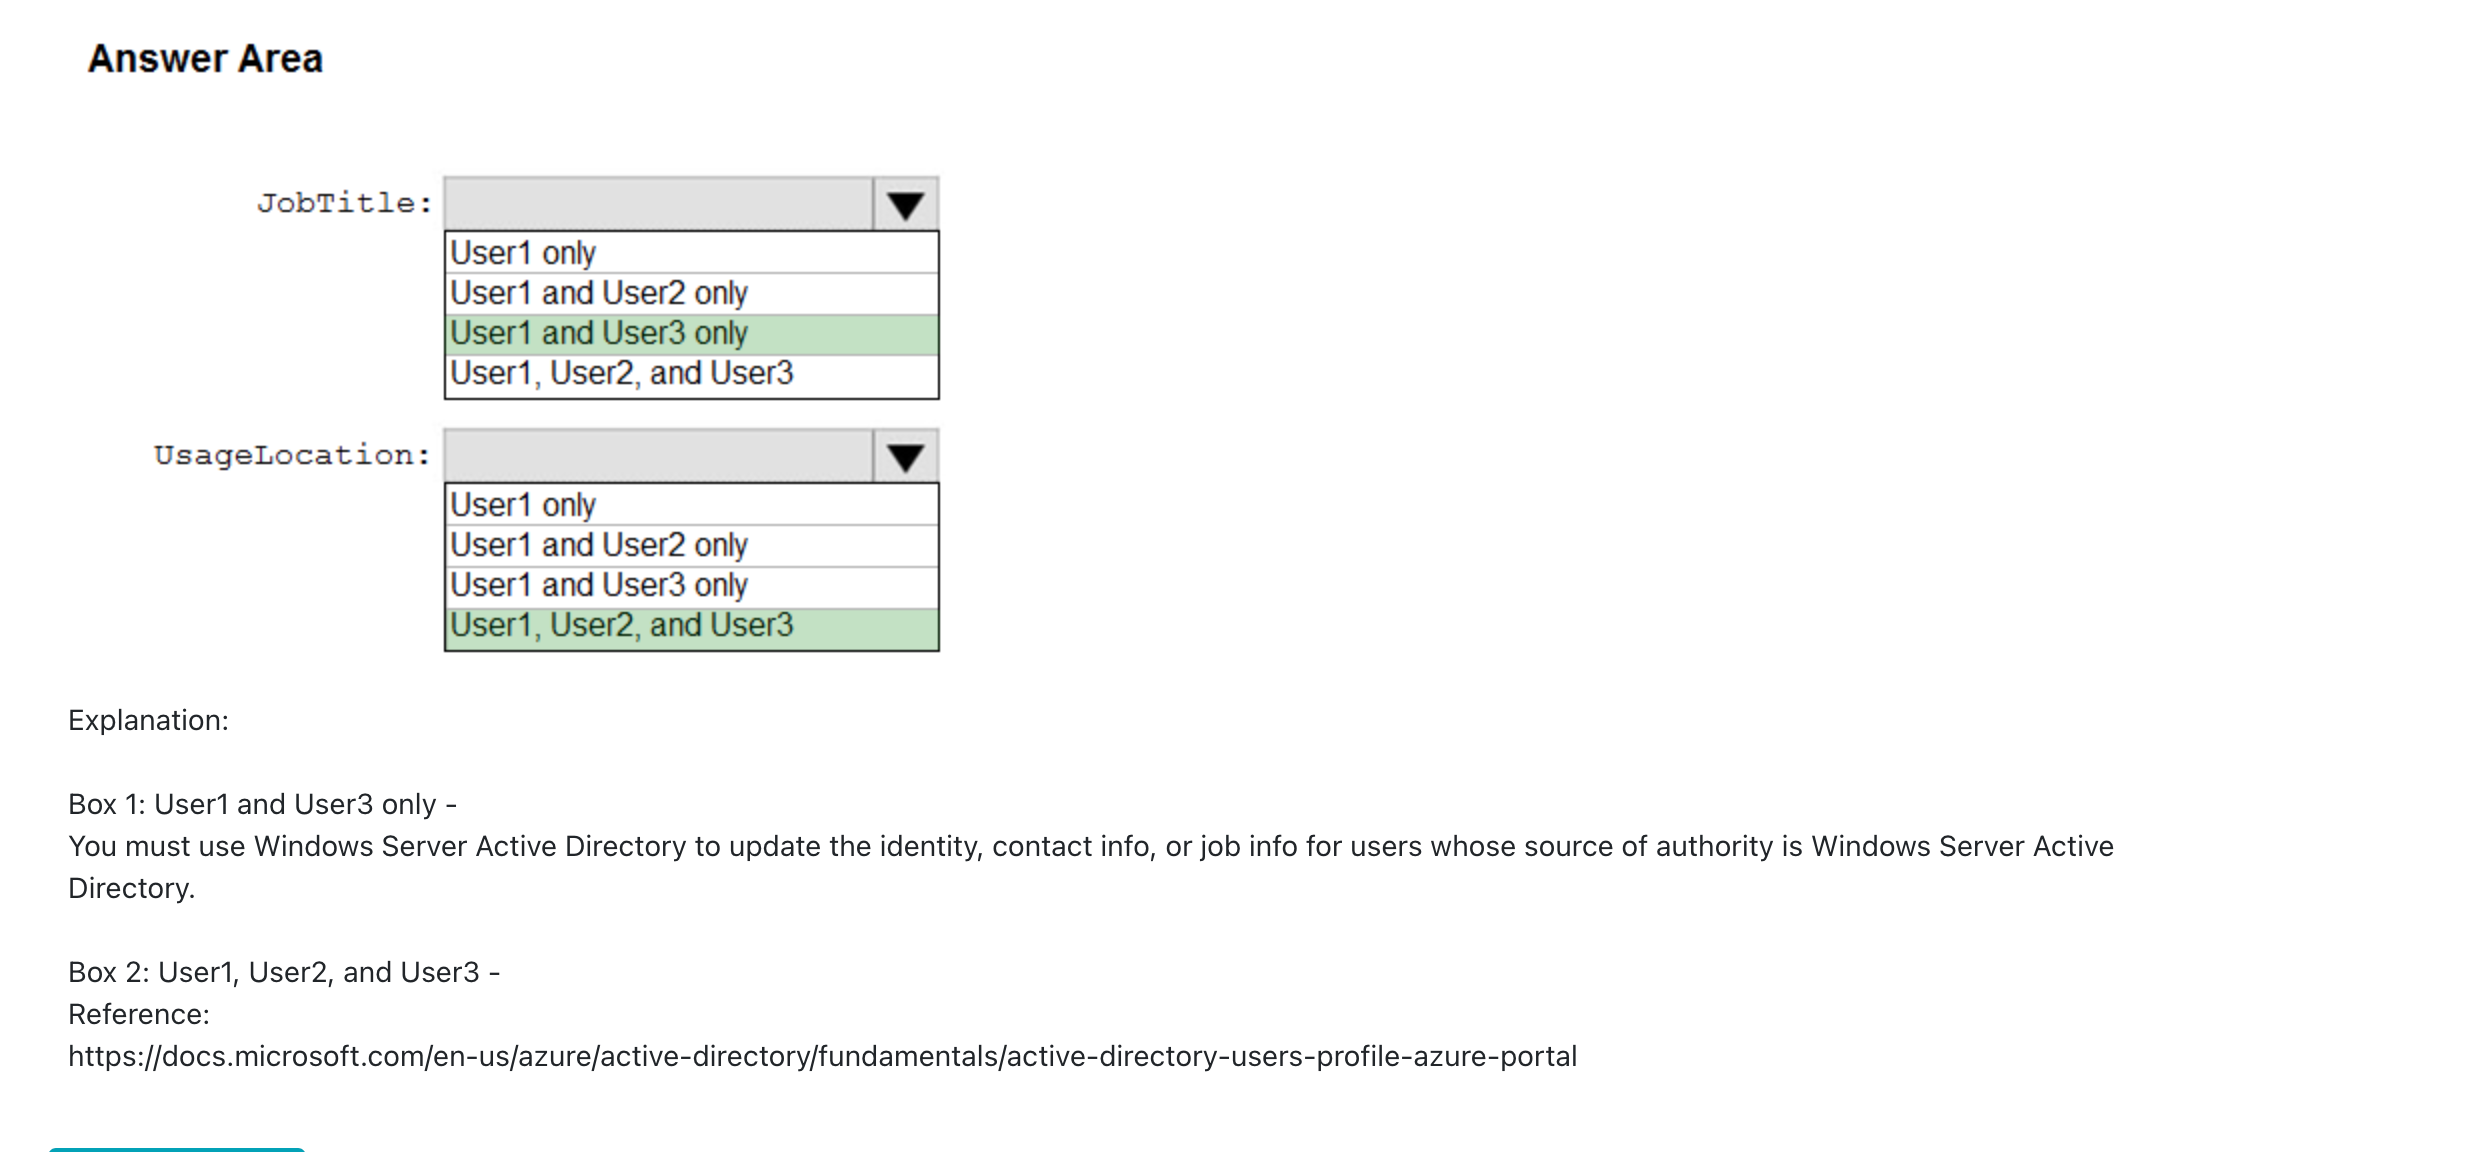 Answer Area
JobTitle:
User1 only
User1 and User2 only
User1 and User3 only
User1, User2, and User3
UsageLocation:
User1 only
User1 and User2 only
User1 and User3 only
User1, User2, and User3
Explanation:
Box 1: User1 and User3 only -
You must use Windows Server Active Directory to update the identity, contact info, or job info for users whose source of authority is Windows Server Active
Directory.
Box 2: User1, User2, and User3 -
Reference:
https://docs.microsoft.com/en-us/azure/active-directory/fundamentals/active-directory-users-profile-azure-portal